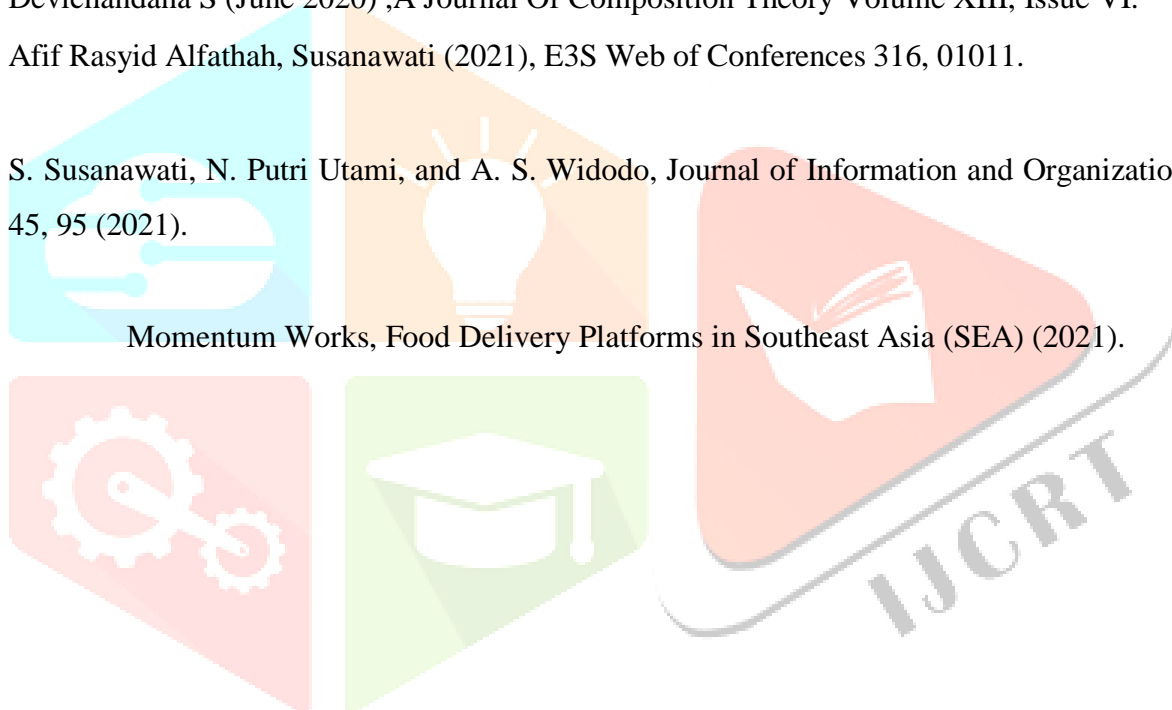 Devichandana S (June 2020) ,A Journal Of Composition Theory Volume XIII, Issue VI.
Afif Rasyid Alfathah, Susanawati (2021), E3S Web of Conferences 316, 01011.
S. Susanawati, N. Putri Utami, and A. S. Widodo, Journal of Information and Organizatio
45, 95 (2021).
Momentum Works, Food Delivery Platforms in Southeast Asia (SEA) (2021).
IJCRT